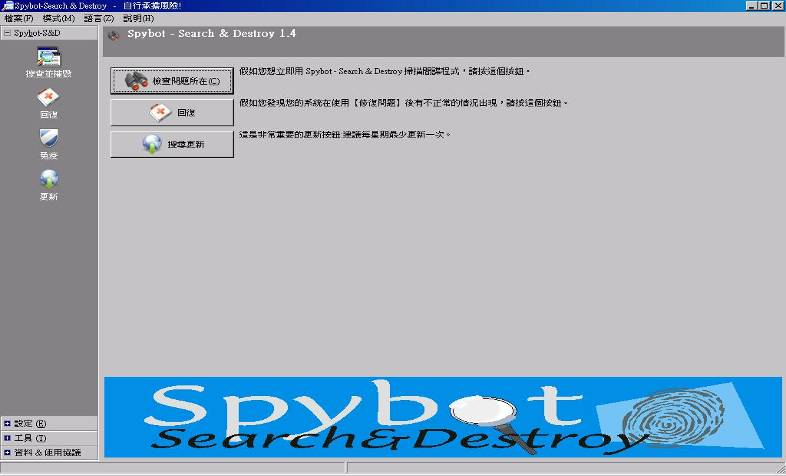 Spybot-Search & Destroy - 自行承擔風險!
檔案(F) 模式(M) 語言(Z) 說明(H)
Spybot-S&D
搜查並摧毀
回復
免疫
更新
設定 (E)
工具 (T)
資料 & 使用協議
Spybot - Search & Destroy 1.4
檢查問題所在(C)
假如您想立即用 Spybot - Search & Destroy 掃描間諜程式，請按這個按鈕。
回復
假如您發現您的系統在使用【修復問題】後有不正常的情況出現，請按這個按鈕。
搜尋更新
這是非常重要的更新按鈕 建議每星期最少更新一次。
Spybot
Search&Destroy